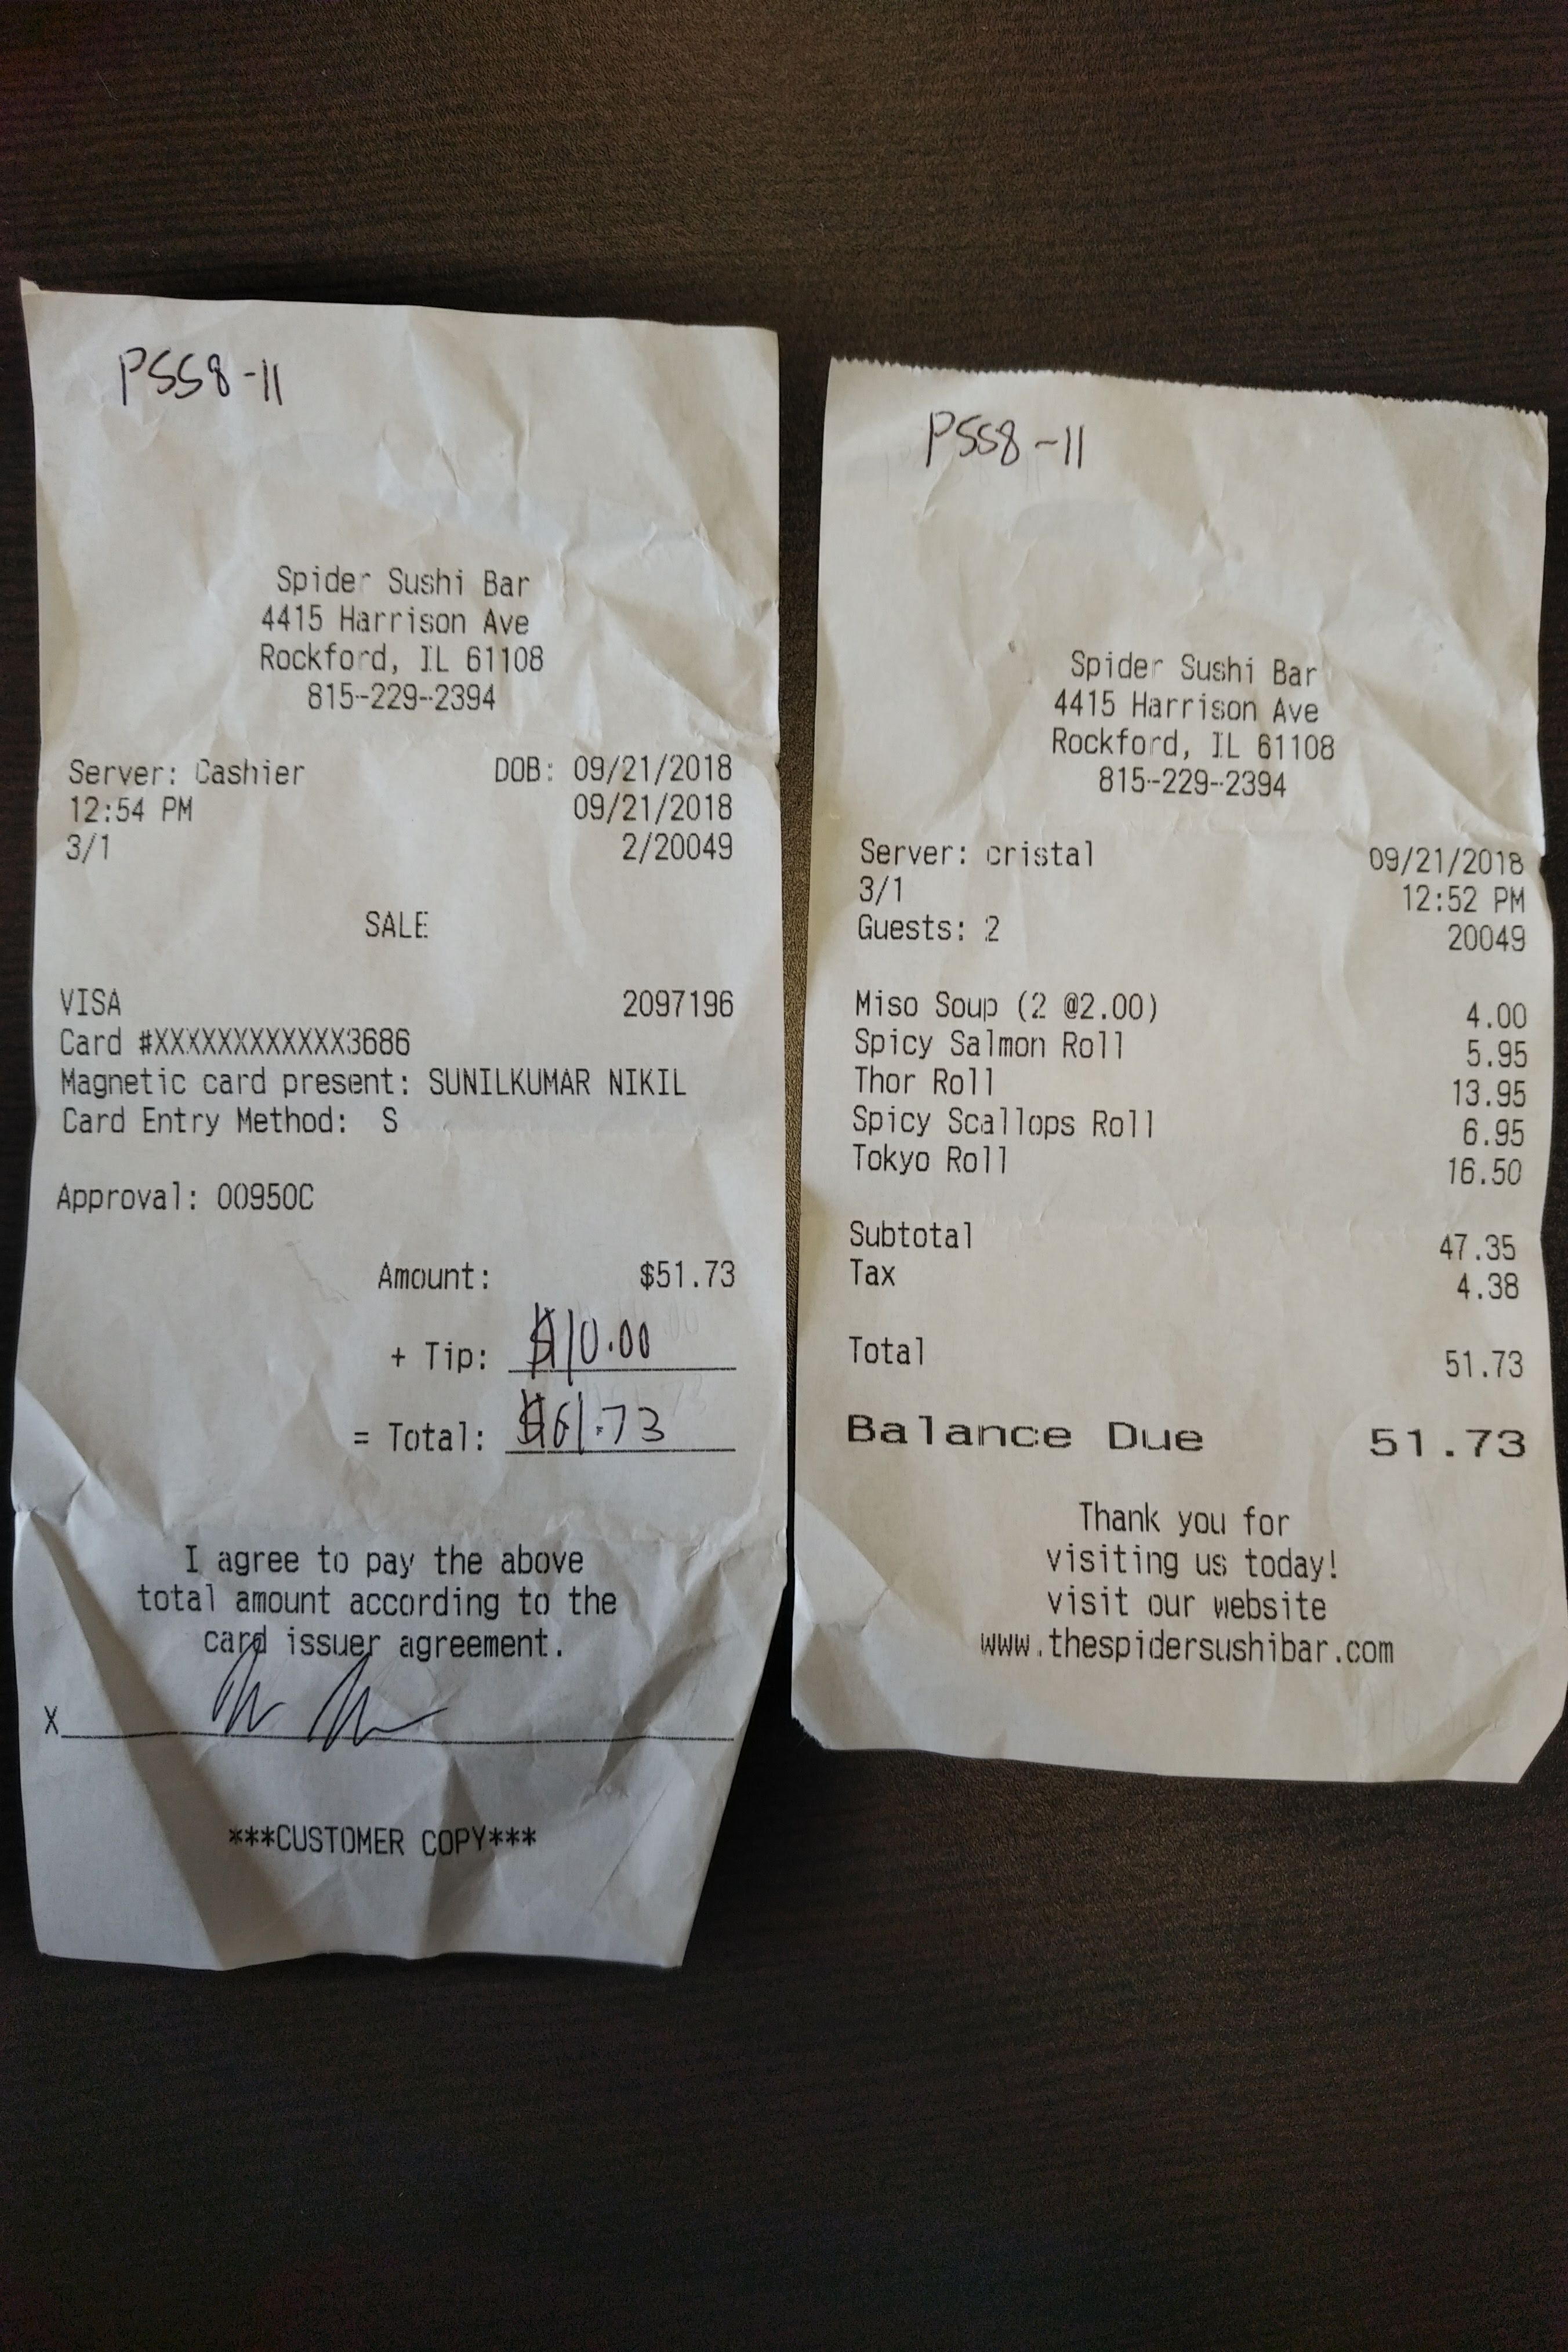 P558-11
Spider Sushi Bar
4415 Harrison Ave
Rockford, IL 61108
815-229-2394
Server: Cashier DOB: 09/21/2018
12:54 PM 09/21/2018
3/1 2/20049
SALE
VISA 2097196
Card #XXXXXXXXXXXX3686
Magnetic card present: SUNILKUMAR NIKIL
Card Entry Method: S
Approval: 00950C
Amount: $51.73
+ Tip: $10.00
= Total: $61.73
I agree to pay the above
total amount according to the
card issuer agreement.
X
***CUSTOMER COPY***
P558-11
Spider Sushi Bar
4415 Harrison Ave
Rockford, IL 61108
815-229-2394
Server: cristal 09/21/2018
3/1 12:52 PM
Guests: 2 20049
Miso Soup (2 @2.00) 4.00
Spicy Salmon Roll 5.95
Thor Roll 13.95
Spicy Scallops Roll 6.95
Tokyo Roll 16.50
Subtotal 47.35
Tax 4.38
Total 51.73
Balance Due 51.73
Thank you for
visiting us today!
visit our website
www.thespidersushibar.com